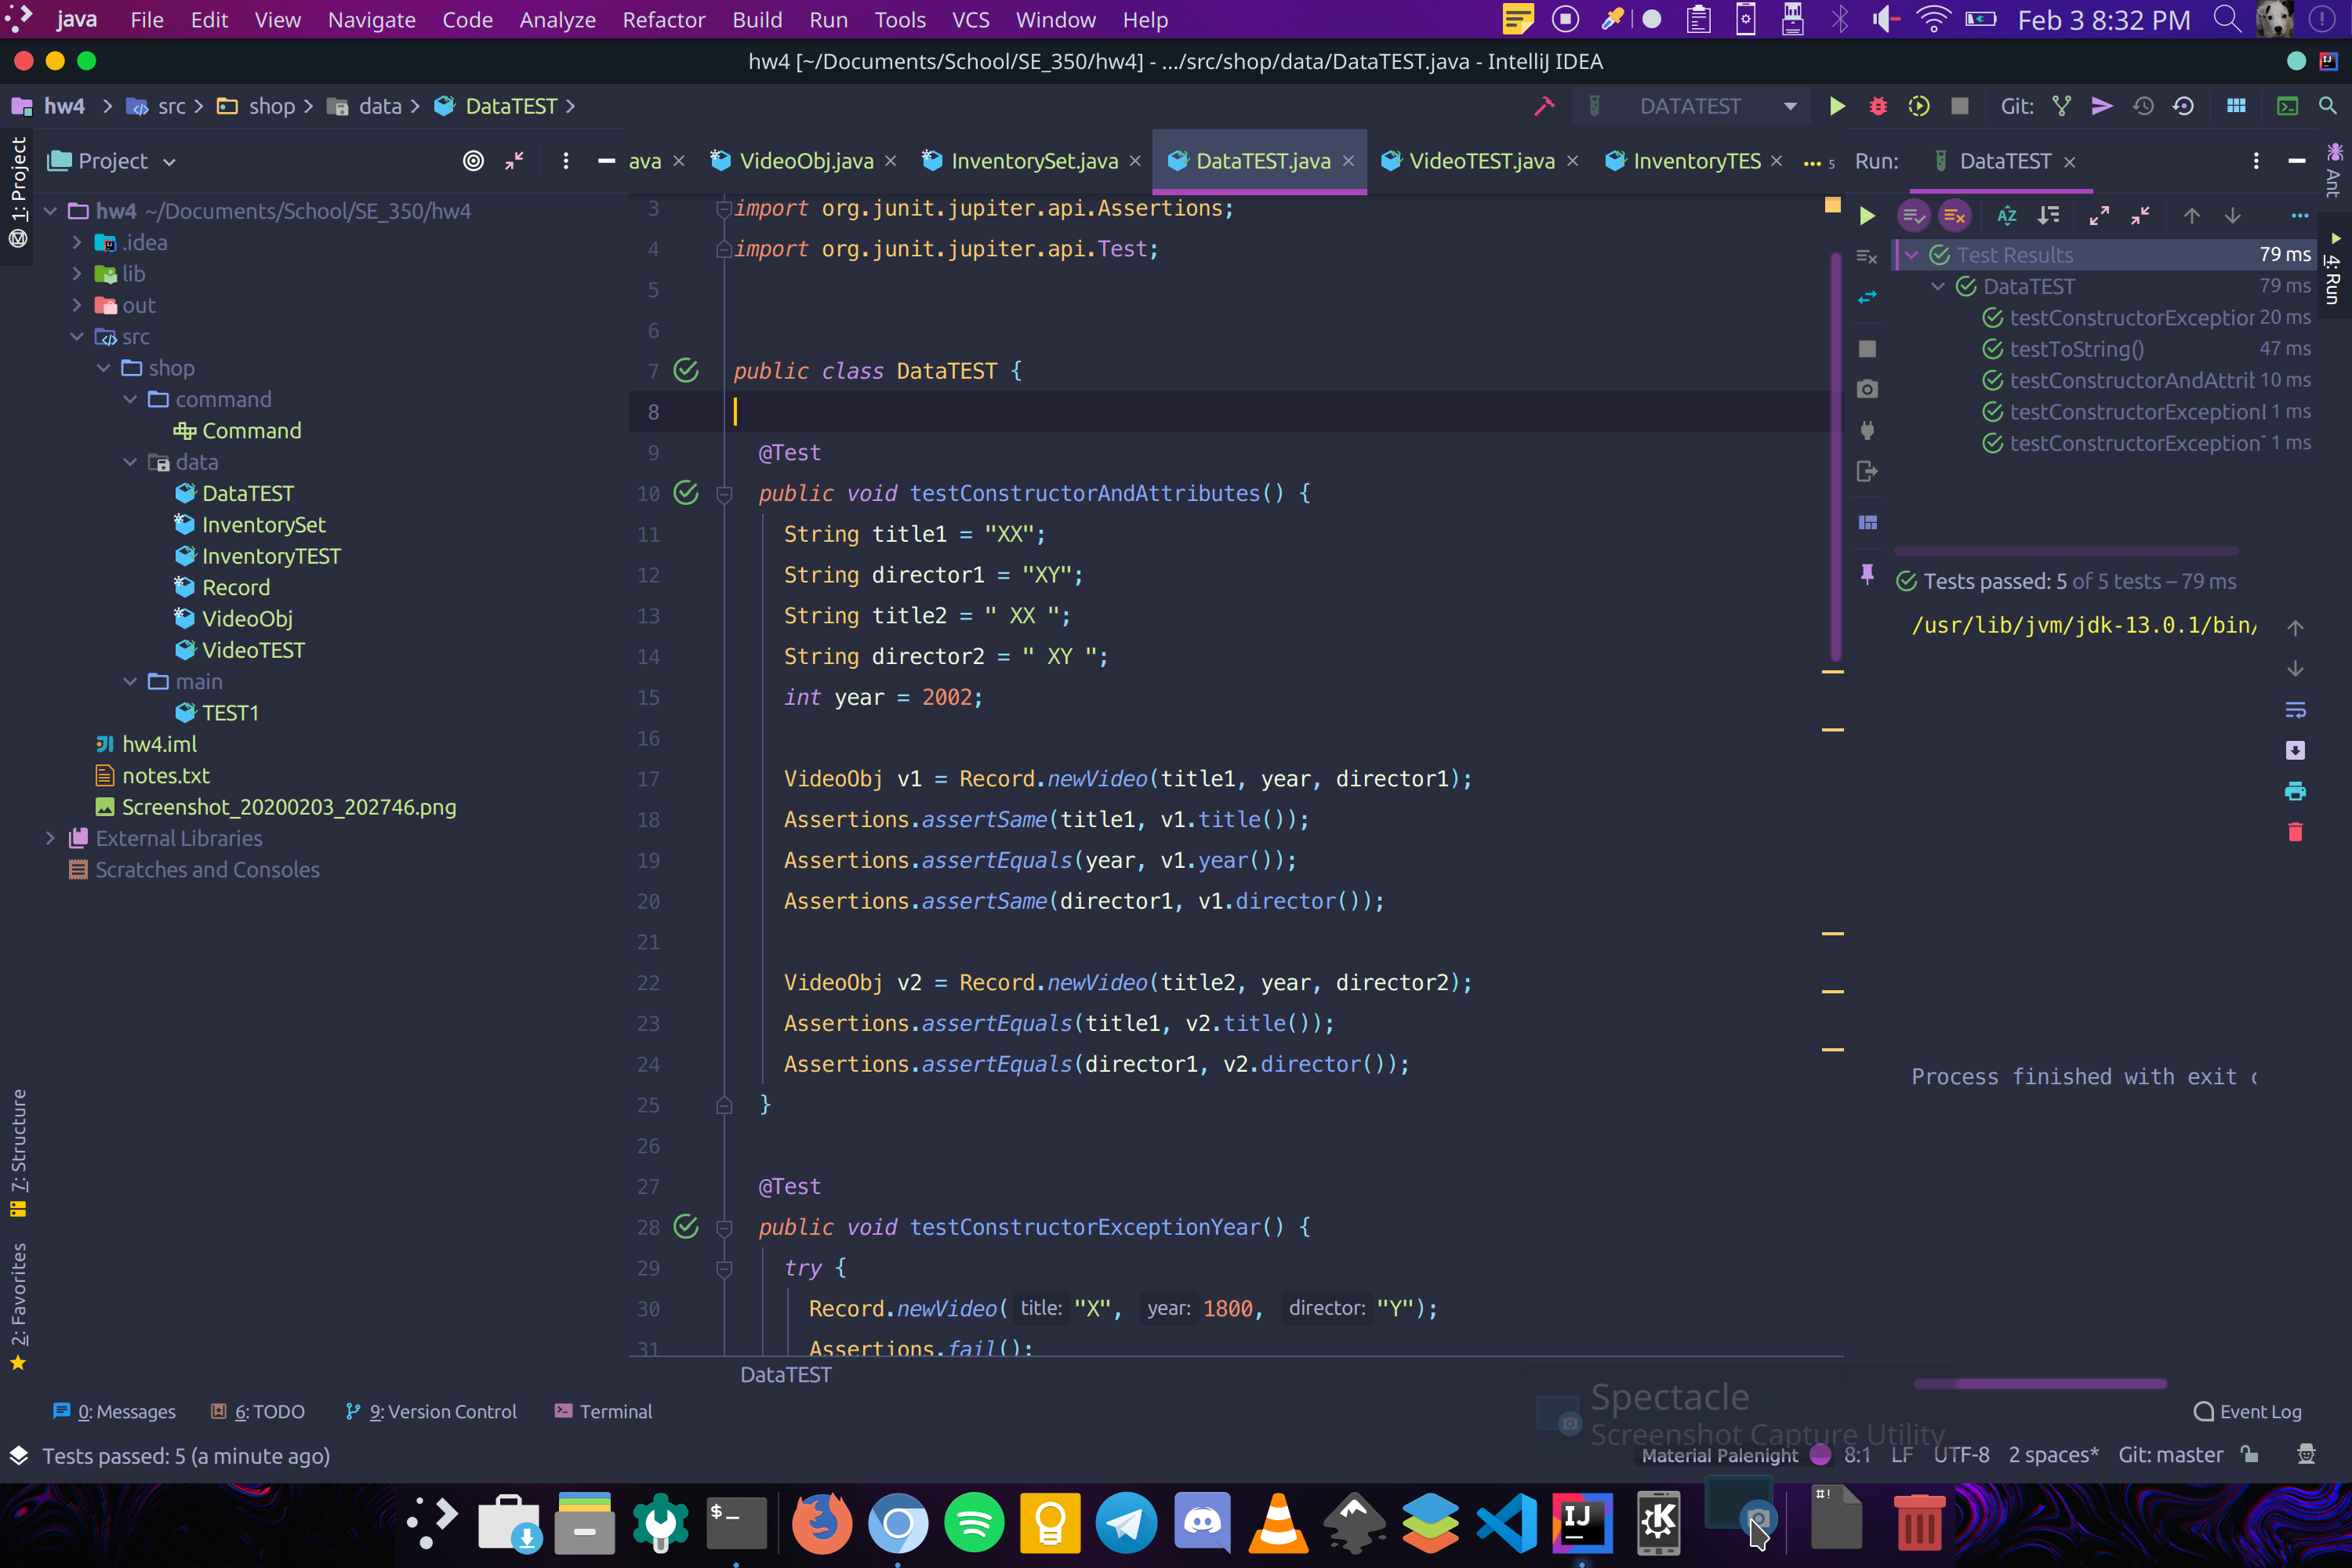 java File Edit View Navigate Code Analyze Refactor Build Run Tools VCS Window Help Feb 3 8:32 PM
hw4 [~/Documents/School/SE_350/hw4] - .../src/shop/data/DataTEST.java - IntelliJ IDEA
hw4 src shop data DataTEST DATATEST Git:
1: Project
Project
ava VideoObj.java InventorySet.java DataTEST.java VideoTEST.java InventoryTES 5
Run: DataTEST
Ant
4: Run
hw4 ~/Documents/School/SE_350/hw4
.idea
lib
out
src
shop
command
Command
data
DataTEST
InventorySet
InventoryTEST
Record
VideoObj
VideoTEST
main
TEST1
hw4.iml
notes.txt
Screenshot_20200203_202746.png
External Libraries
Scratches and Consoles
7: Structure
2: Favorites
3 import org.junit.jupiter.api.Assertions;
4 import org.junit.jupiter.api.Test;
5
6
7 public class DataTEST {
8
9 @Test
10 public void testConstructorAndAttributes() {
11 String title1 = "XX";
12 String director1 = "XY";
13 String title2 = " XX ";
14 String director2 = " XY ";
15 int year = 2002;
16
17 VideoObj v1 = Record.newVideo(title1, year, director1);
18 Assertions.assertSame(title1, v1.title());
19 Assertions.assertEquals(year, v1.year());
20 Assertions.assertSame(director1, v1.director());
21
22 VideoObj v2 = Record.newVideo(title2, year, director2);
23 Assertions.assertEquals(title1, v2.title());
24 Assertions.assertEquals(director1, v2.director());
25 }
26
27 @Test
28 public void testConstructorExceptionYear() {
29 try {
30 Record.newVideo( title: "X", year: 1800, director: "Y");
31 Assertions.fail();
DataTEST
Test Results 79 ms
DataTEST 79 ms
testConstructorException 20 ms
testToString() 47 ms
testConstructorAndAttrib 10 ms
testConstructorException 1 ms
testConstructorException 1 ms
Tests passed: 5 of 5 tests – 79 ms
/usr/lib/jvm/jdk-13.0.1/bin/
Process finished with exit c
Spectacle
Screenshot Capture Utility
0: Messages 6: TODO 9: Version Control Terminal Event Log
Tests passed: 5 (a minute ago) Material Palenight 8:1 LF UTF-8 2 spaces* Git: master
$_
IJ
K
#!